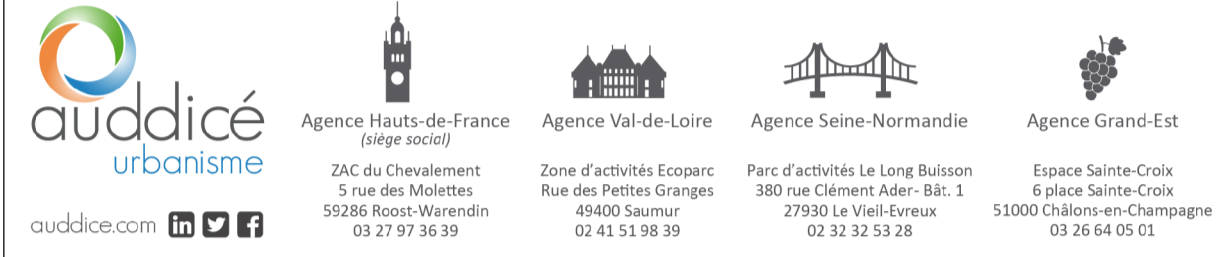 auddicé
urbanisme
auddice.com
Agence Hauts-de-France
(siège social)
ZAC du Chevalement
5 rue des Molettes
59286 Roost-Warendin
03 27 97 36 39
Agence Val-de-Loire
Zone d'activités Ecoparc
Rue des Petites Granges
49400 Saumur
02 41 51 98 39
Agence Seine-Normandie
Parc d'activités Le Long Buisson
380 rue Clément Ader- Bât. 1
27930 Le Vieil-Evreux
02 32 32 53 28
Agence Grand-Est
Espace Sainte-Croix
6 place Sainte-Croix
51000 Châlons-en-Champagne
03 26 64 05 01